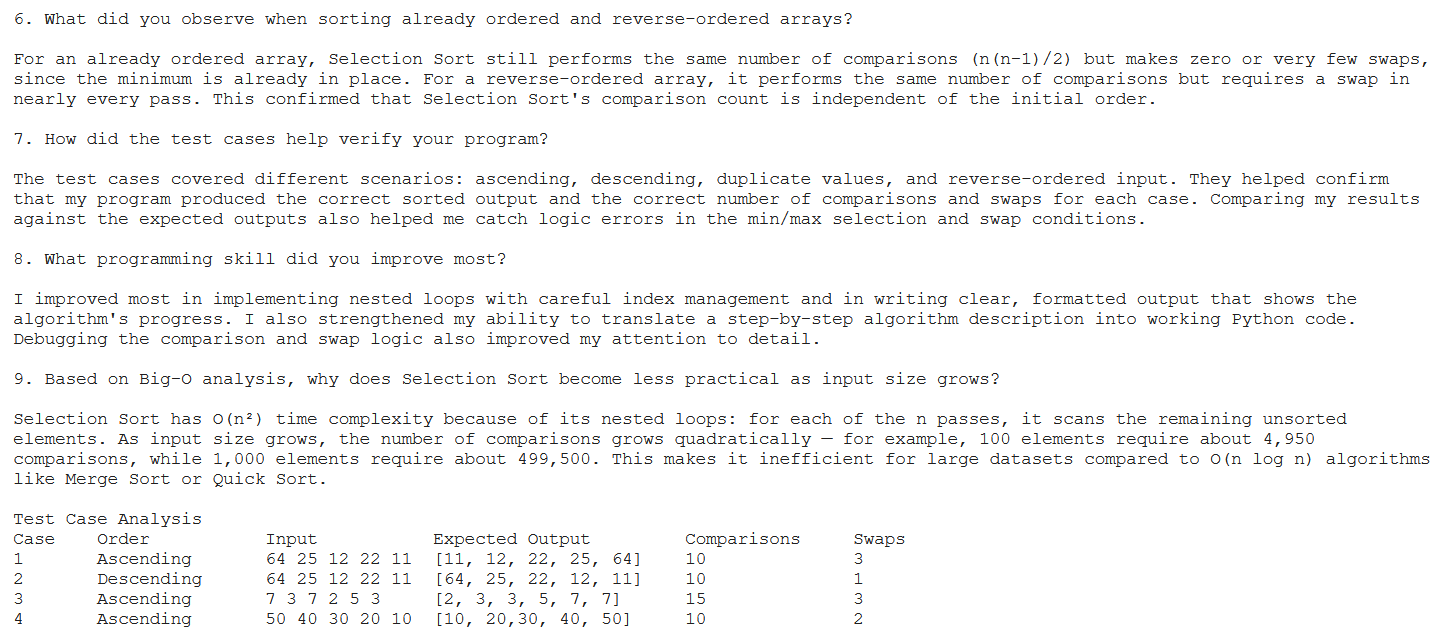 6. What did you observe when sorting already ordered and reverse-ordered arrays?
For an already ordered array, Selection Sort still performs the same number of comparisons (n(n-1)/2) but makes zero or very few swaps,
since the minimum is already in place. For a reverse-ordered array, it performs the same number of comparisons but requires a swap in
nearly every pass. This confirmed that Selection Sort's comparison count is independent of the initial order.
7. How did the test cases help verify your program?
The test cases covered different scenarios: ascending, descending, duplicate values, and reverse-ordered input. They helped confirm
that my program produced the correct sorted output and the correct number of comparisons and swaps for each case. Comparing my results
against the expected outputs also helped me catch logic errors in the min/max selection and swap conditions.
8. What programming skill did you improve most?
I improved most in implementing nested loops with careful index management and in writing clear, formatted output that shows the
algorithm's progress. I also strengthened my ability to translate a step-by-step algorithm description into working Python code.
Debugging the comparison and swap logic also improved my attention to detail.
9. Based on Big-O analysis, why does Selection Sort become less practical as input size grows?
Selection Sort has O(n²) time complexity because of its nested loops: for each of the n passes, it scans the remaining unsorted
elements. As input size grows, the number of comparisons grows quadratically — for example, 100 elements require about 4,950
comparisons, while 1,000 elements require about 499,500. This makes it inefficient for large datasets compared to O(n log n) algorithms
like Merge Sort or Quick Sort.
Test Case Analysis
Case Order Input Expected Output Comparisons Swaps
1 Ascending 64 25 12 22 11 [11, 12, 22, 25, 64] 10 3
2 Descending 64 25 12 22 11 [64, 25, 22, 12, 11] 10 1
3 Ascending 7 3 7 2 5 3 [2, 3, 3, 5, 7, 7] 15 3
4 Ascending 50 40 30 20 10 [10, 20,30, 40, 50] 10 2